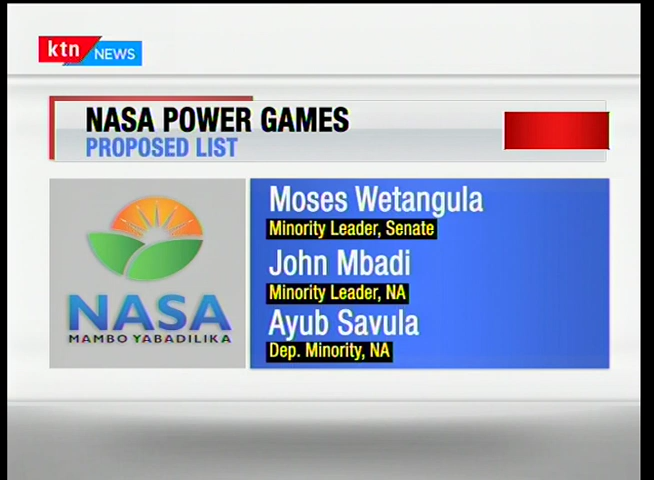 ktn NEWS
NASA POWER GAMES
PROPOSED LIST
Moses Wetangula
Minority Leader, Senate
John Mbadi
Minority Leader, NA
Ayub Savula
Dep. Minority, NA
NASA
MAMBO YABADILIKA